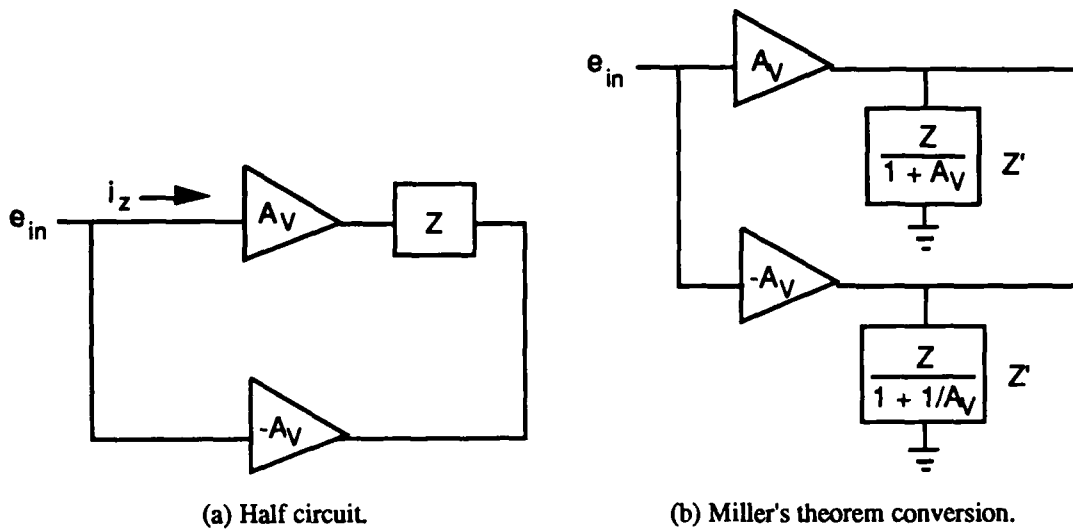 e_in
i_z
A_V
Z
-A_V
(a) Half circuit.
e_in
A_V
Z
1 + A_V
Z'
-A_V
Z
1 + 1/A_V
Z'
(b) Miller's theorem conversion.